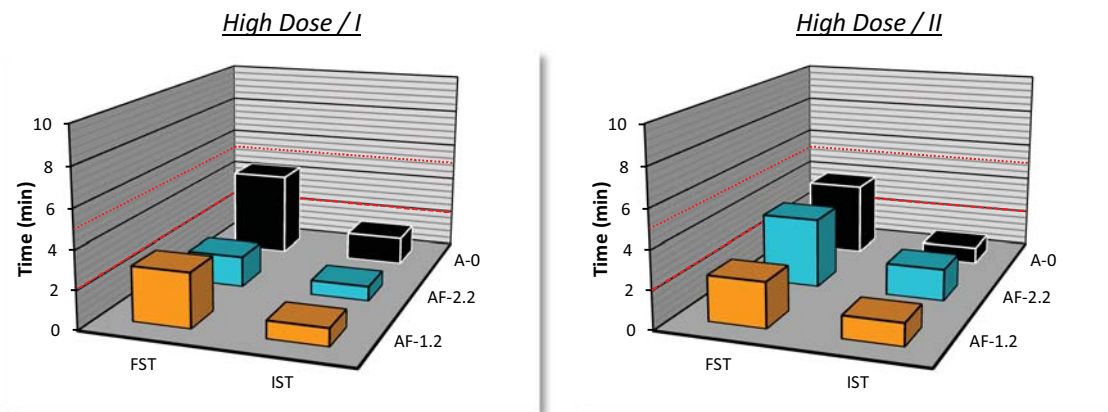 High Dose / I
10
8
6
4
2
0
Time (min)
FST
IST
A-0
AF-2.2
AF-1.2
High Dose / II
10
8
6
4
2
0
Time (min)
FST
IST
A-0
AF-2.2
AF-1.2